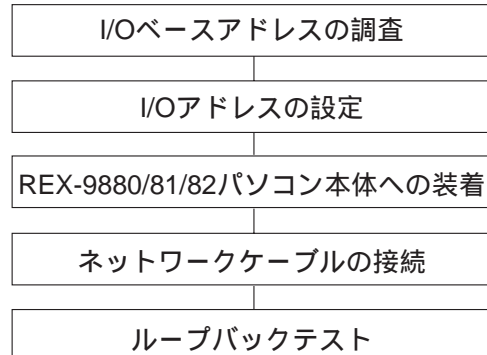 I/Oベースアドレスの調査
I/Oアドレスの設定
REX-9880/81/82パソコン本体への装着
ネットワークケーブルの接続
ループバックテスト